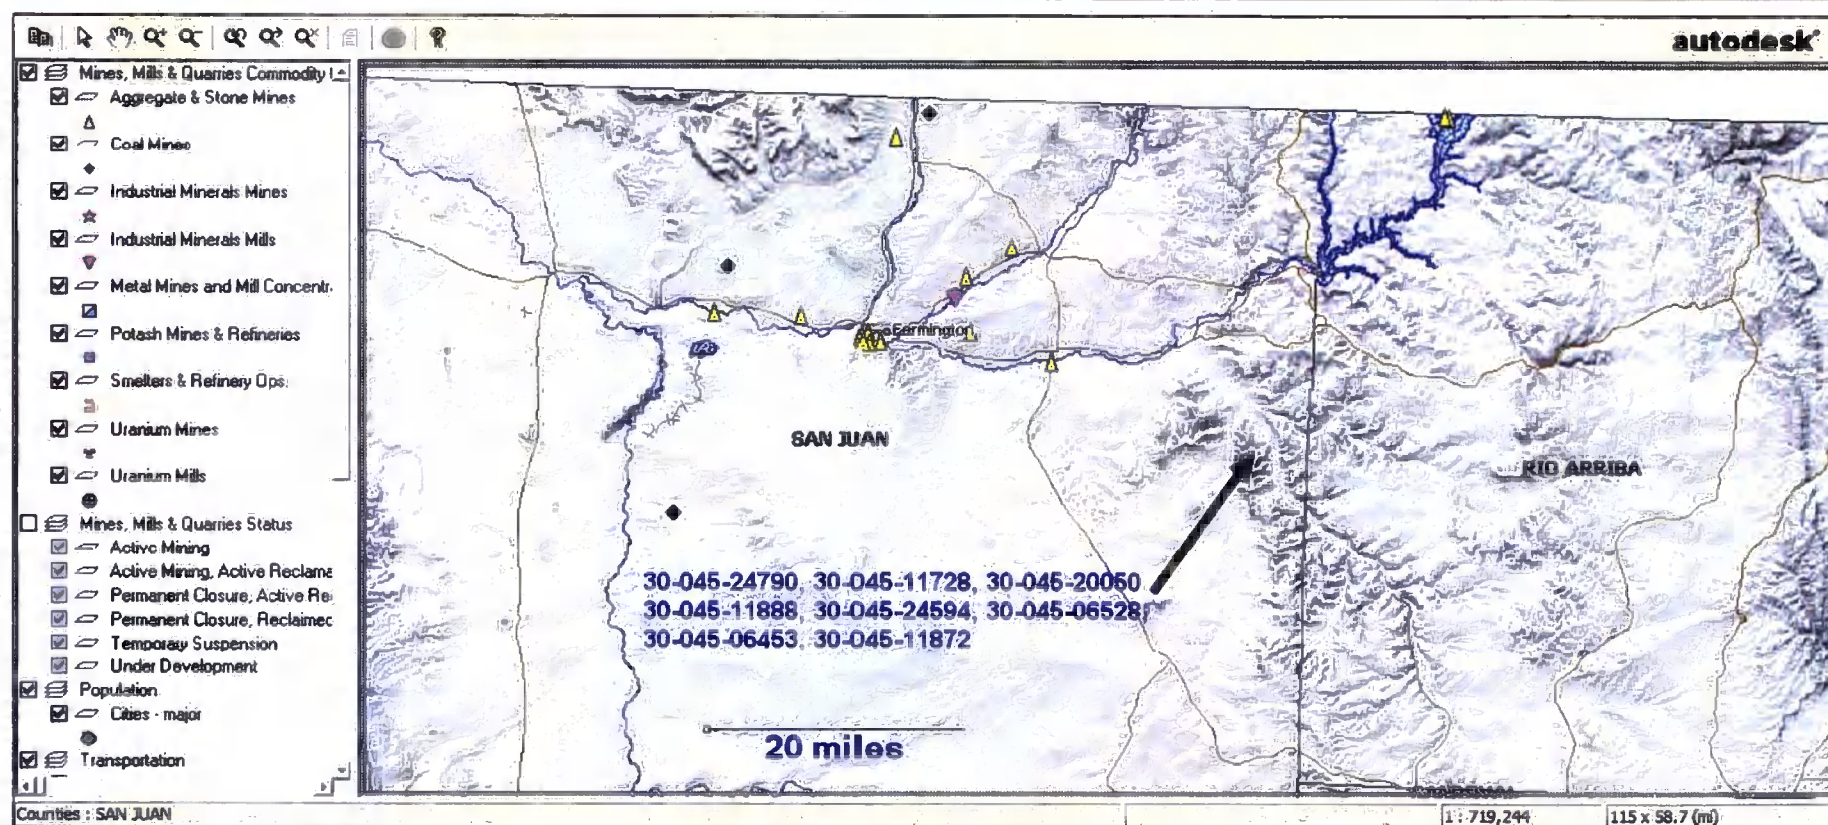 autodesk
Mines, Mills & Quarries Commodity
Aggregate & Stone Mines
Coal Mines
Industrial Minerals Mines
Industrial Minerals Mills
Metal Mines and Mill Concentr
Potash Mines & Refineries
Smelters & Refinery Ops.
Uranium Mines
Uranium Mills
Mines, Mills & Quarries Status
Active Mining
Active Mining, Active Reclama
Permanent Closure, Active Re
Permanent Closure, Reclaimec
Temporary Suspension
Under Development
Population
Cities - major
Transportation
Farmington
SAN JUAN
RIO ARRIBA
30-045-24790, 30-045-11728, 30-045-20050
30-045-11888, 30-045-24594, 30-045-06528,
30-045-06453, 30-045-11872
20 miles
Counties : SAN JUAN
1 : 719,244
115 x 58.7 (mi)